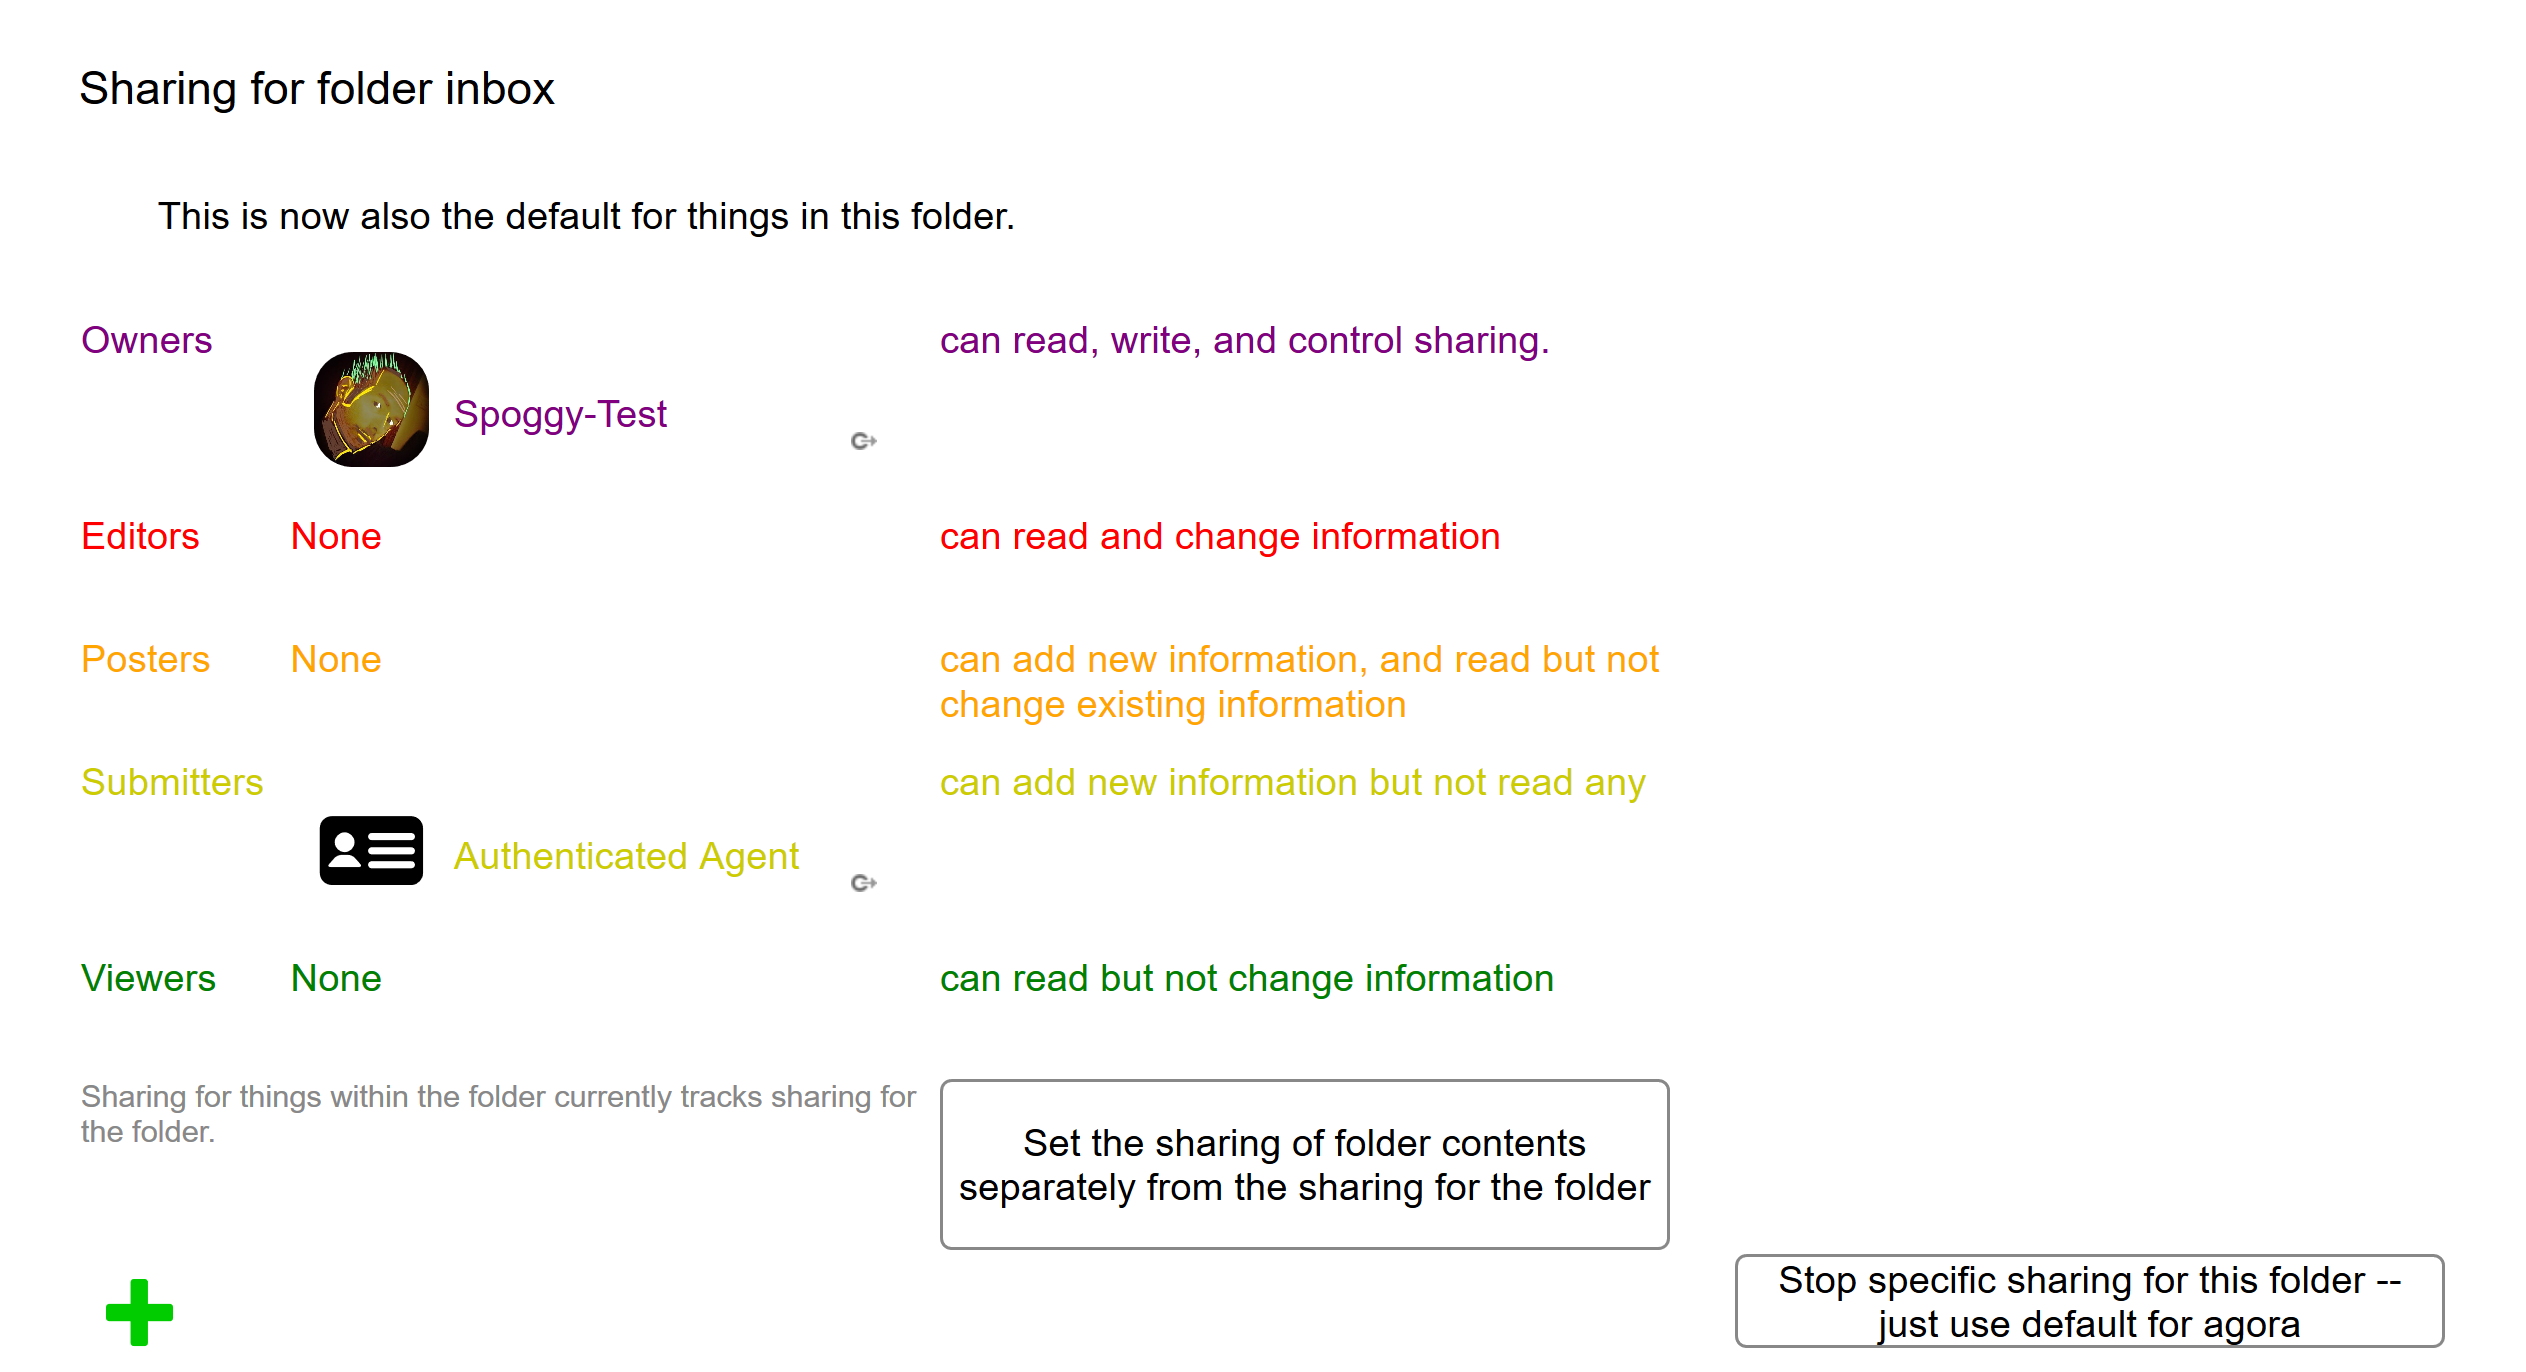 Sharing for folder inbox
This is now also the default for things in this folder.
Owners
can read, write, and control sharing.
Spoggy-Test
Editors None can read and change information
Posters None can add new information, and read but not
change existing information
Submitters
can add new information but not read any
Authenticated Agent
Viewers None can read but not change information
Sharing for things within the folder currently tracks sharing for
the folder.
Set the sharing of folder contents
separately from the sharing for the folder
Stop specific sharing for this folder --
just use default for agora